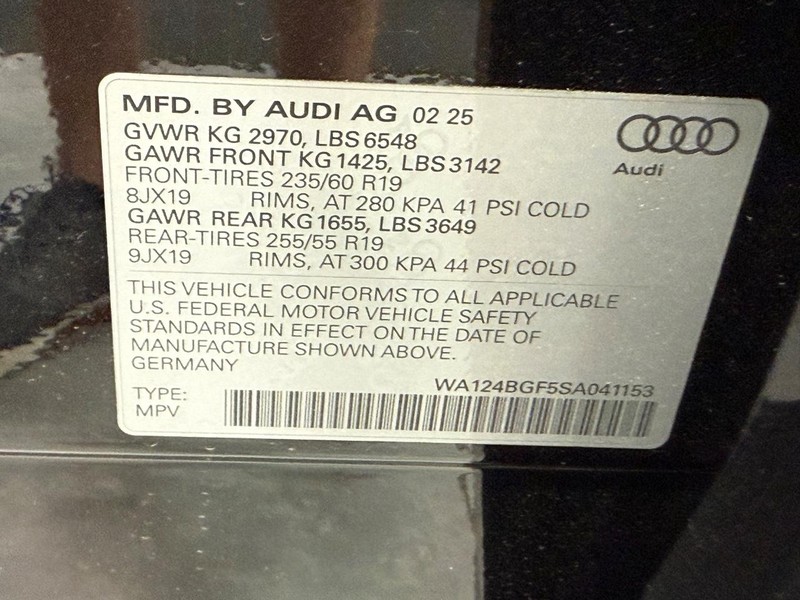 MFD. BY AUDI AG 02 25
GVWR KG 2970, LBS 6548
GAWR FRONT KG 1425, LBS 3142
FRONT-TIRES 235/60 R19
8JX19 RIMS, AT 280 KPA 41 PSI COLD
GAWR REAR KG 1655, LBS 3649
REAR-TIRES 255/55 R19
9JX19 RIMS, AT 300 KPA 44 PSI COLD
Audi
THIS VEHICLE CONFORMS TO ALL APPLICABLE
U.S. FEDERAL MOTOR VEHICLE SAFETY
STANDARDS IN EFFECT ON THE DATE OF
MANUFACTURE SHOWN ABOVE.
GERMANY
WA124BGF5SA041153
TYPE:
MPV